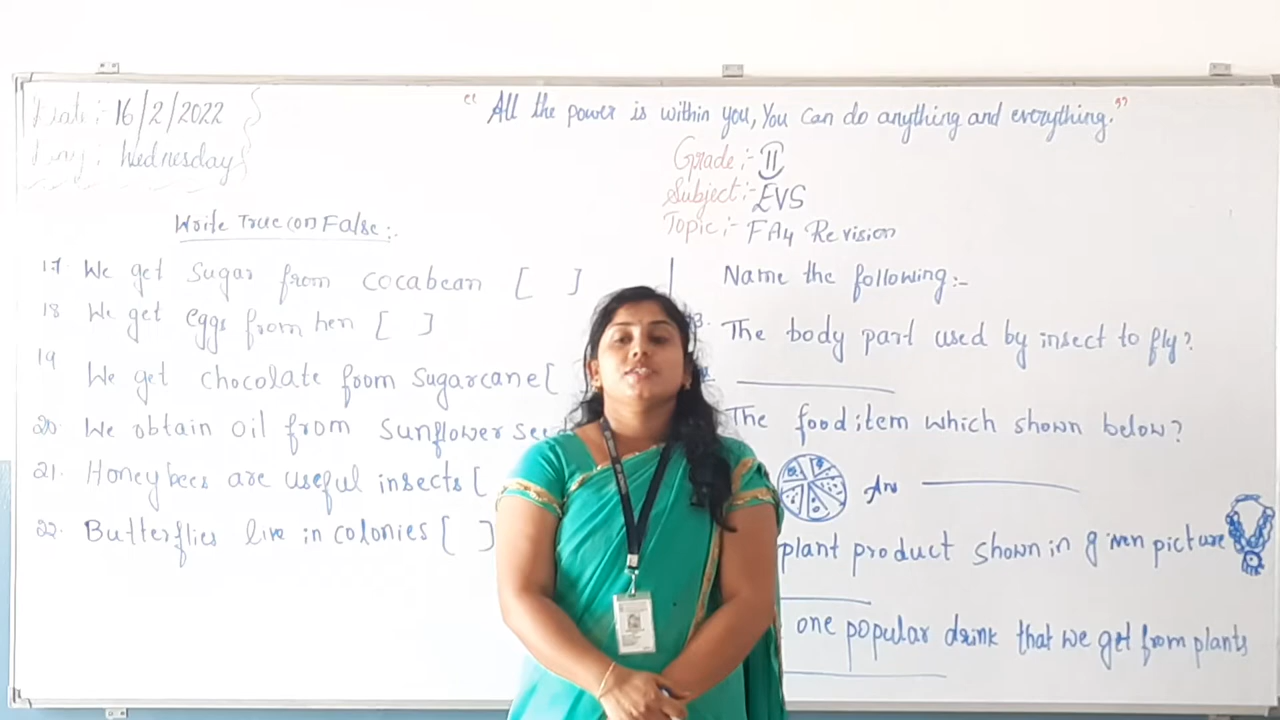 Date :- 16/2/2022
Day : Wednesday
“ All the power is within you, You can do anything and everything. ”
Grade :- II
Subject :- EVS
Topic :- FA4 Revision
Write True (or) False :-
17 We get Sugar from cocabean [ ]
18 We get eggs from hen [ ]
19 We get chocolate from Sugarcane [
20 We obtain oil from Sunflower see
21. Honeybees are useful insects [
22. Butterflies live in colonies [ ]
Name the following :-
3. The body part used by insect to fly?
The food item which shown below?
Ans
plant product shown in given picture
one popular drink that we get from plants